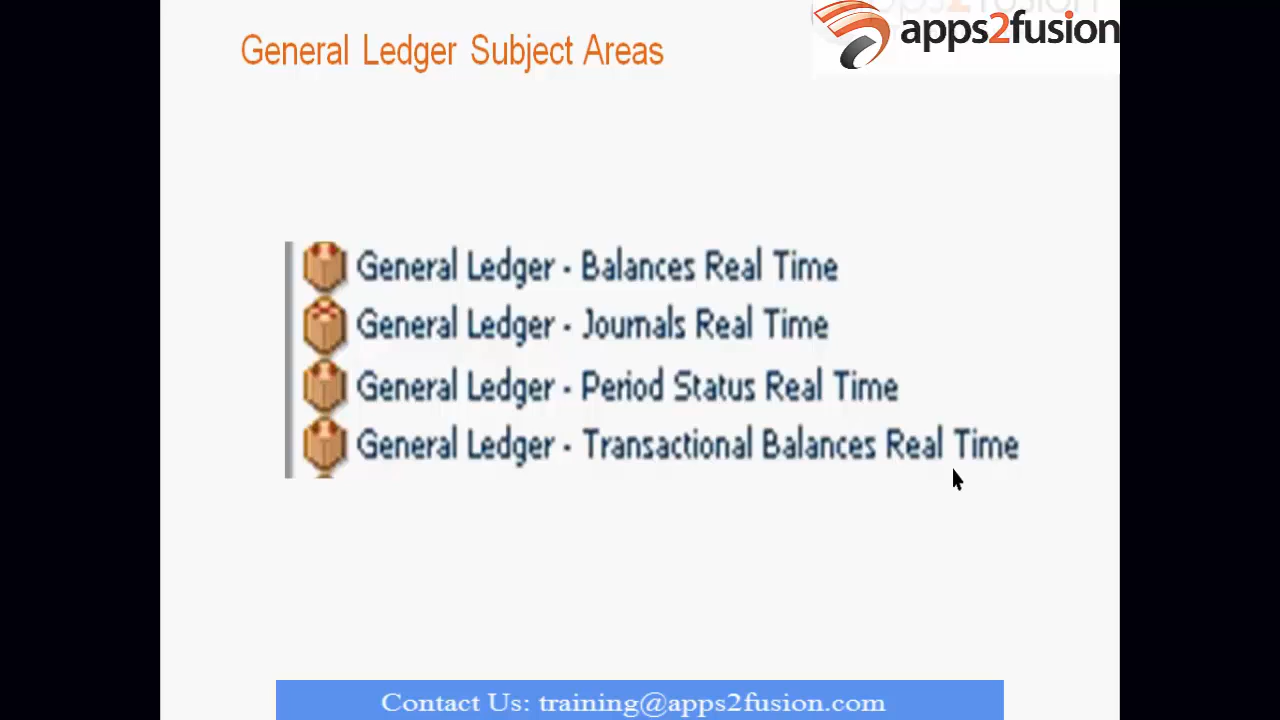 General Ledger Subject Areas
apps2fusion
General Ledger - Balances Real Time
General Ledger - Journals Real Time
General Ledger - Period Status Real Time
General Ledger - Transactional Balances Real Time
Contact Us: training@apps2fusion.com